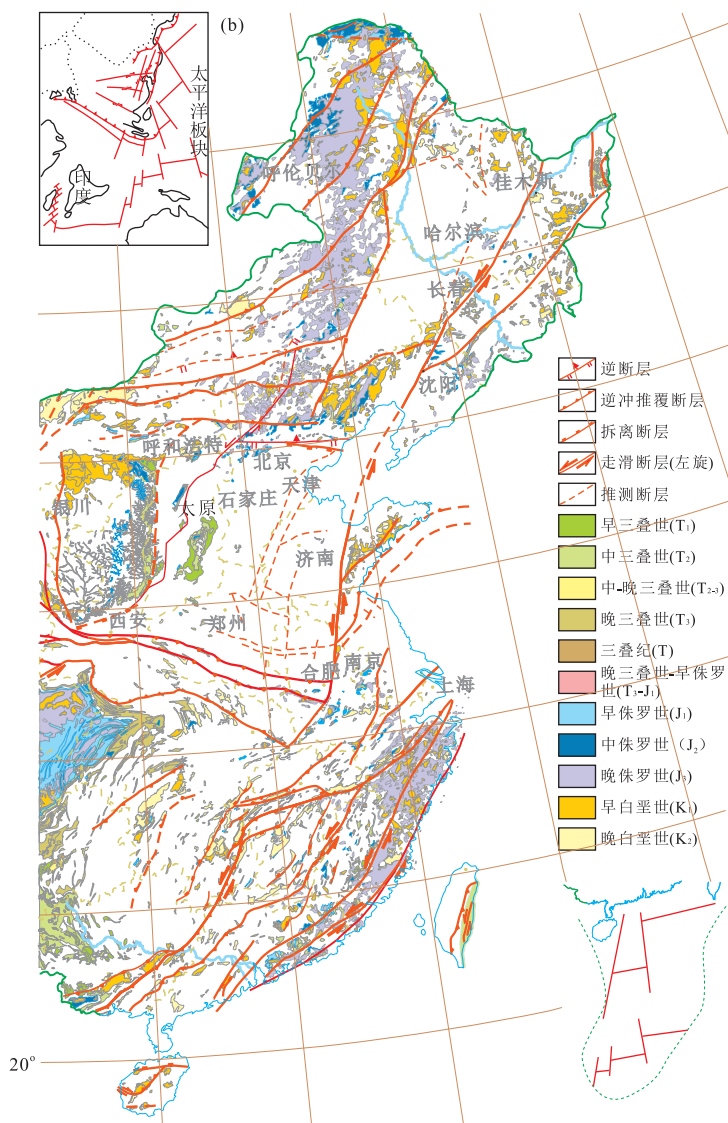 (b)
太平洋板块
印度
呼伦贝尔
佳木斯
哈尔滨
长春
沈阳
呼和浩特
北京
天津
银川
太原
石家庄
济南
西安
郑州
合肥
南京
上海
20°
逆断层
逆冲推覆断层
拆离断层
走滑断层(左旋)
推测断层
早三叠世(T₁)
中三叠世(T₂)
中-晚三叠世(T₂₋₃)
晚三叠世(T₃)
三叠纪(T)
晚三叠世-早侏罗
世(T₃-J₁)
早侏罗世(J₁)
中侏罗世（J₂）
晚侏罗世(J₃)
早白垩世(K₁)
晚白垩世(K₂)